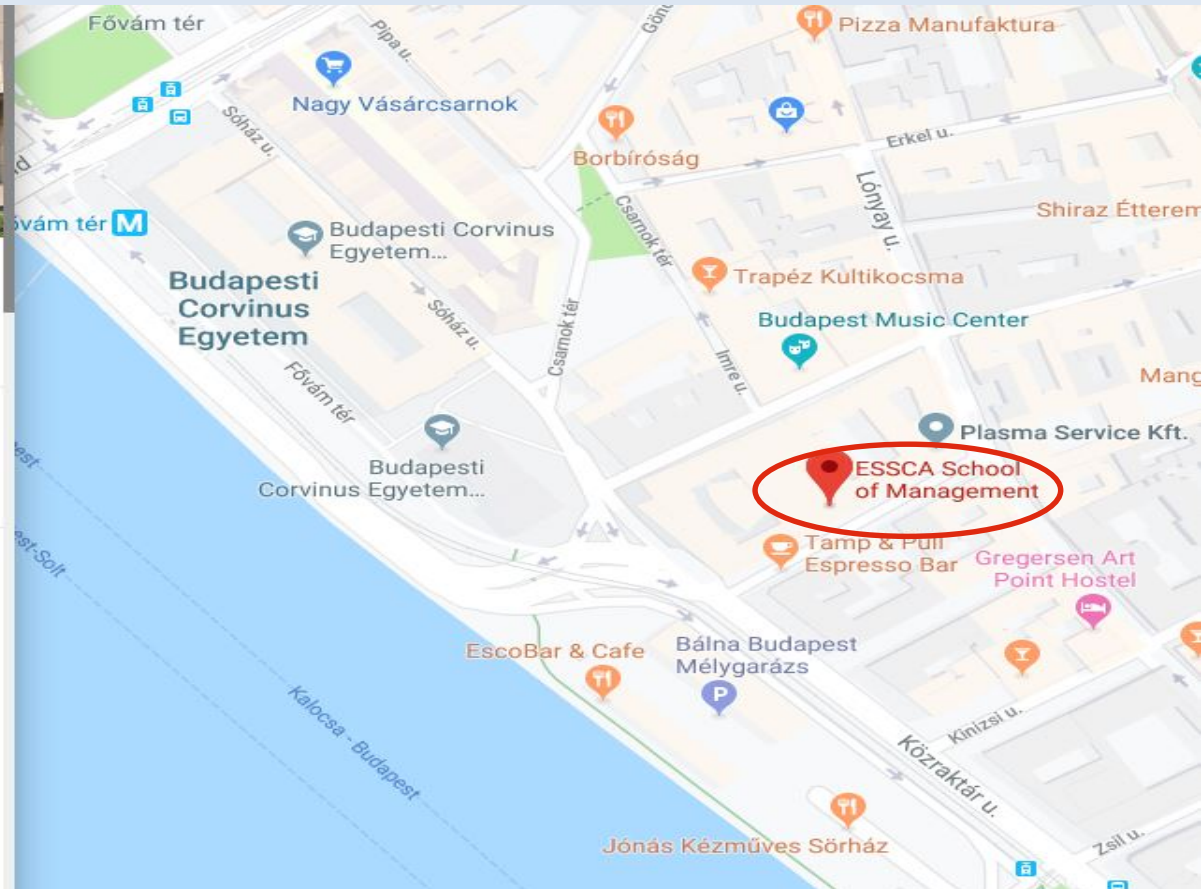 Fővám tér
Pipa u.
Pizza Manufaktura
Nagy Vásárcsarnok
Sóház u.
Borbíróság
Erkel u.
Lónyay u.
Csarnok tér
Shiraz Étterem
M
Budapesti Corvinus
Egyetem...
Budapesti
Corvinus
Egyetem
Trapéz Kultikocsma
Sóház u.
Csarnok tér
Budapest Music Center
Imre u.
Fővám tér
Plasma Service Kft.
Budapesti
Corvinus Egyetem...
ESSCA School
of Management
Tamp & Pull
Espresso Bar
Gregersen Art
Point Hostel
EscoBar & Cafe
Bálna Budapest
Mélygarázs
P
Kalocsa - Budapest
Kinizsi u.
Közraktár u.
Jónás Kézműves Sörház
Zsil u.